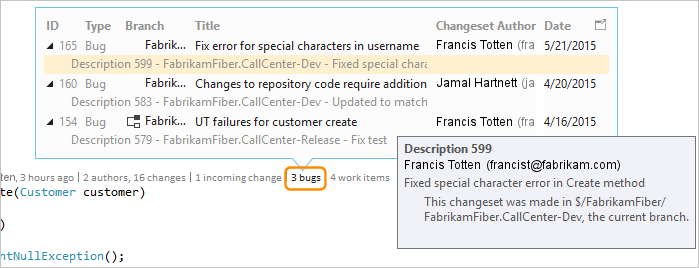 ID Type Branch Title Changeset Author Date
165 Bug Fabrik... Fix error for special characters in username Francis Totten (fra 5/21/2015
Description 599 - FabrikamFiber.CallCenter-Dev - Fixed special chara
160 Bug Fabrik... Changes to repository code require addition Jamal Hartnett (ja 4/20/2015
Description 583 - FabrikamFiber.CallCenter-Dev - Updated to match
154 Bug Fabrik... UT failures for customer create Francis Totten (fra 4/16/2015
Description 579 - FabrikamFiber.CallCenter-Release - Fix test
Description 599
Francis Totten (francist@fabrikam.com)
Fixed special character error in Create method
This changeset was made in $/FabrikamFiber/
FabrikamFiber.CallCenter-Dev, the current branch.
ten, 3 hours ago | 2 authors, 16 changes | 1 incoming change | 3 bugs | 4 work items
te(Customer customer)
)
ntNullException();